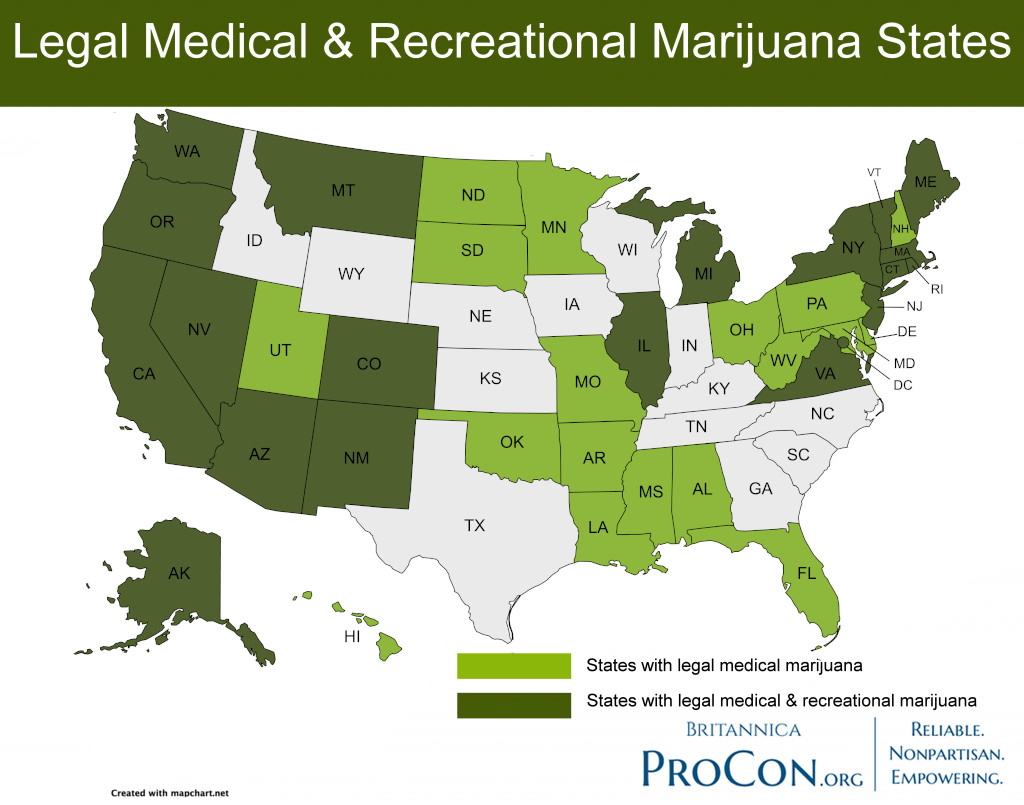 Legal Medical & Recreational Marijuana States
WA
MT
ND
MN
VT
ME
OR
ID
SD
WI
MI
NY
NH
MA
CT
RI
WY
NE
IA
PA
NJ
NV
UT
CO
IL
IN
OH
DE
MD
DC
CA
KS
MO
WV
VA
KY
AZ
NM
OK
AR
TN
NC
SC
TX
LA
MS
AL
GA
AK
FL
HI
States with legal medical marijuana
States with legal medical & recreational marijuana
BRITANNICA
PROCON.ORG
RELIABLE.
NONPARTISAN.
EMPOWERING.
Created with mapchart.net